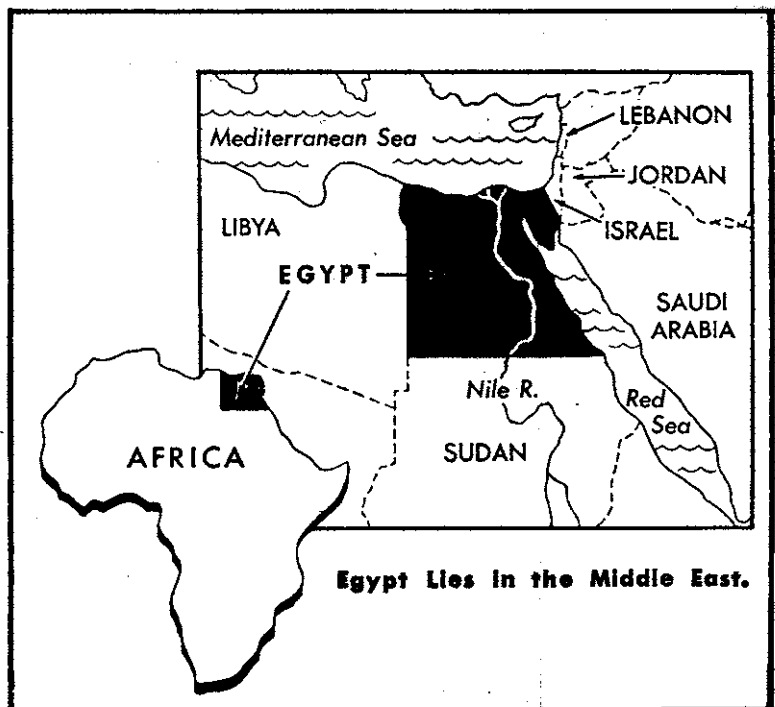 LEBANON
Mediterranean Sea
JORDAN
LIBYA
ISRAEL
EGYPT
SAUDI
ARABIA
Nile R.
Red
Sea
AFRICA
SUDAN
Egypt Lies in the Middle East.